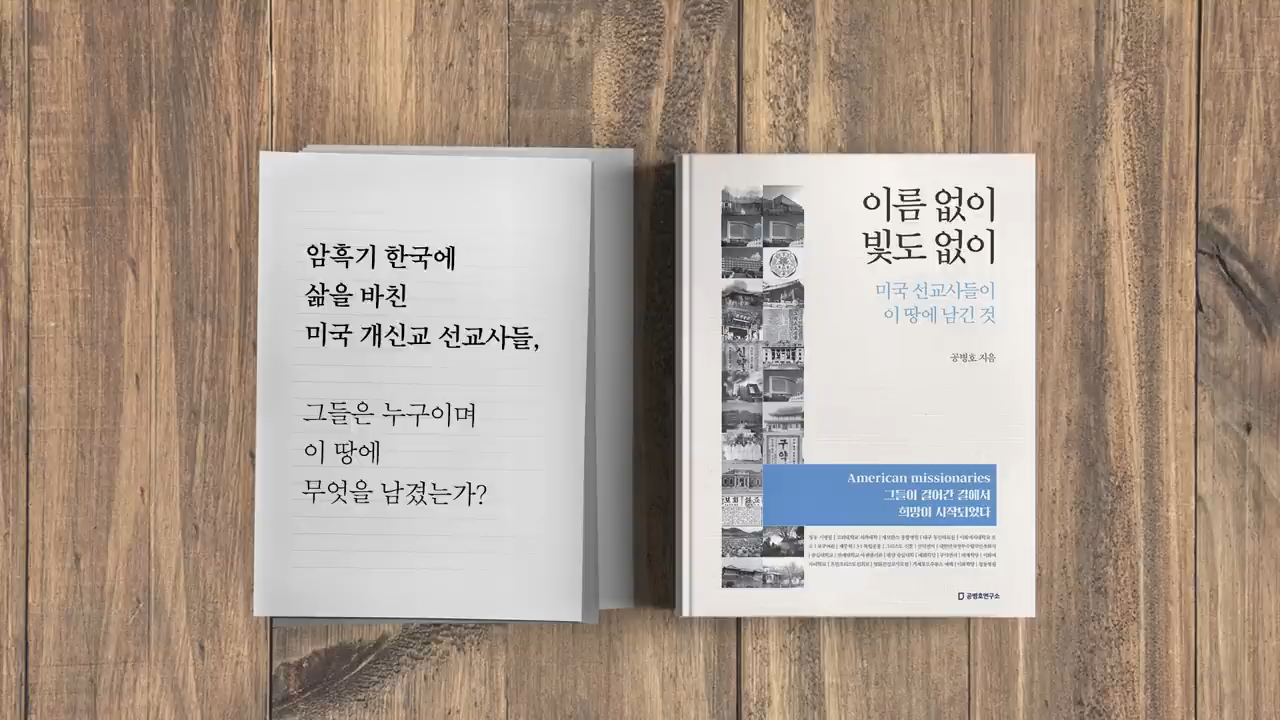 암흑기 한국에
삶을 바친
미국 개신교 선교사들,
그들은 누구이며
이 땅에
무엇을 남겼는가?
이름 없이
빛도 없이
미국 선교사들이
이 땅에 남긴 것
공병호 지음
구약
American missionaries
그들이 걸어간 길에서
희망이 시작되었다
공병호연구소